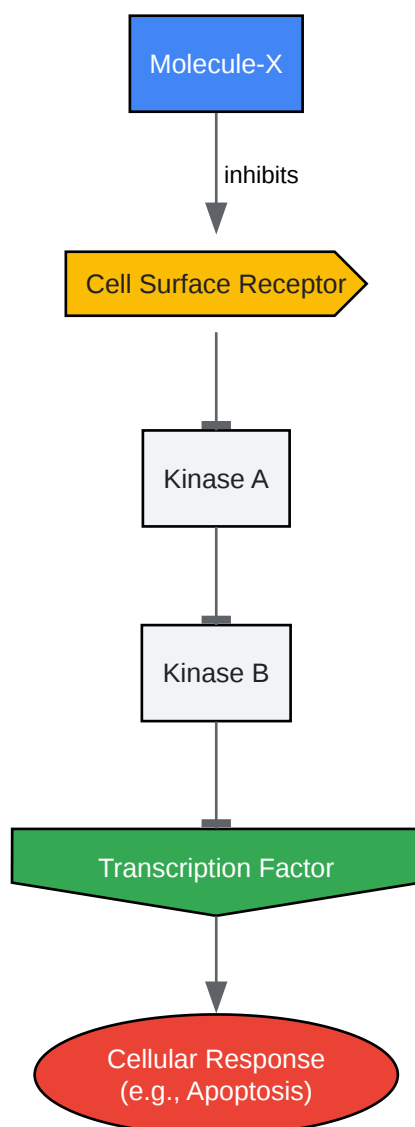 Molecule-X
inhibits
Cell Surface Receptor
Kinase A
Kinase B
Transcription Factor
Cellular Response
(e.g., Apoptosis)